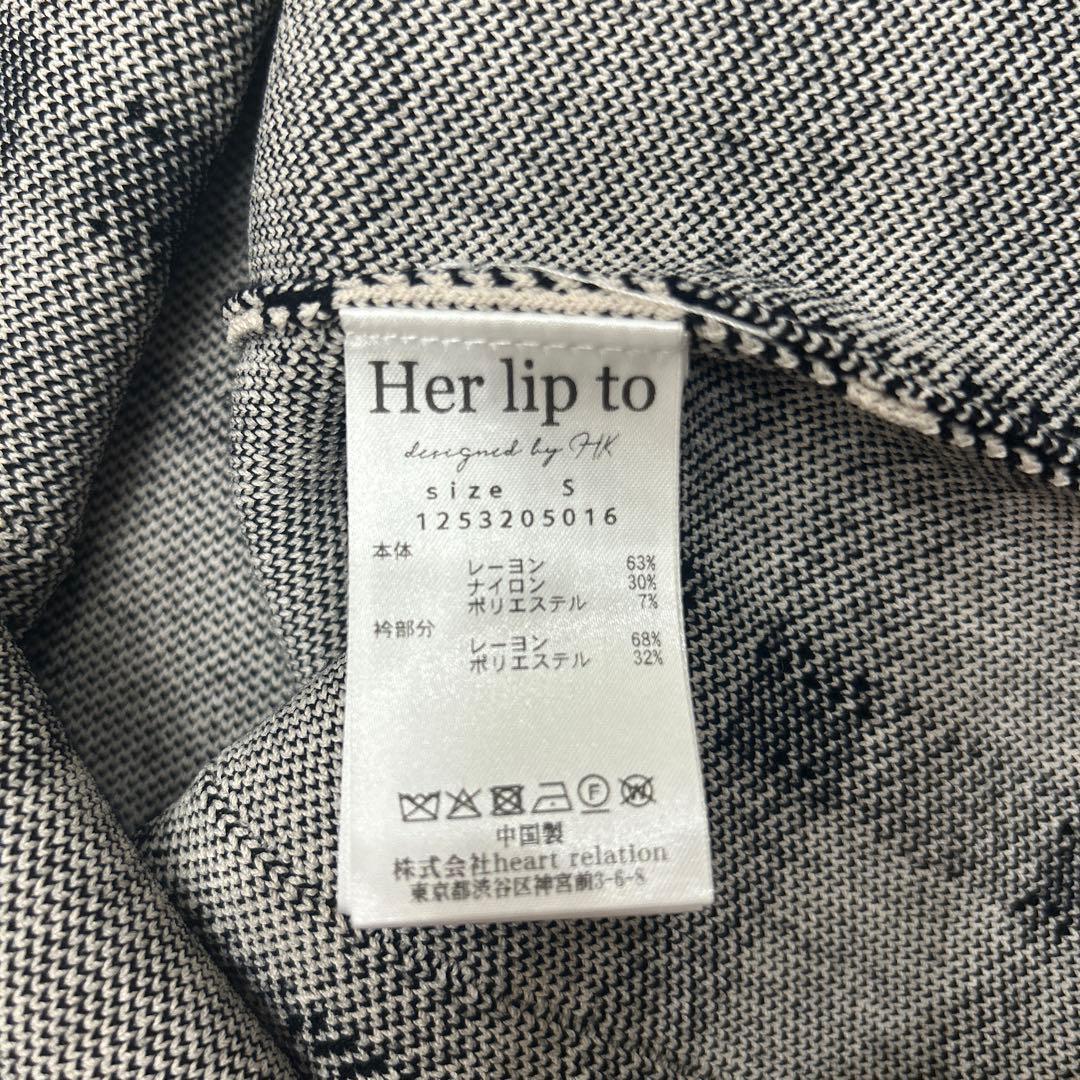 Her lip to
designed by HK
size S
1253205016
本体
レーヨン 63%
ナイロン 30%
ポリエステル 7%
衿部分
レーヨン 68%
ポリエステル 32%
F W
中国製
株式会社heart relation
東京都渋谷区神宮前3-6-8